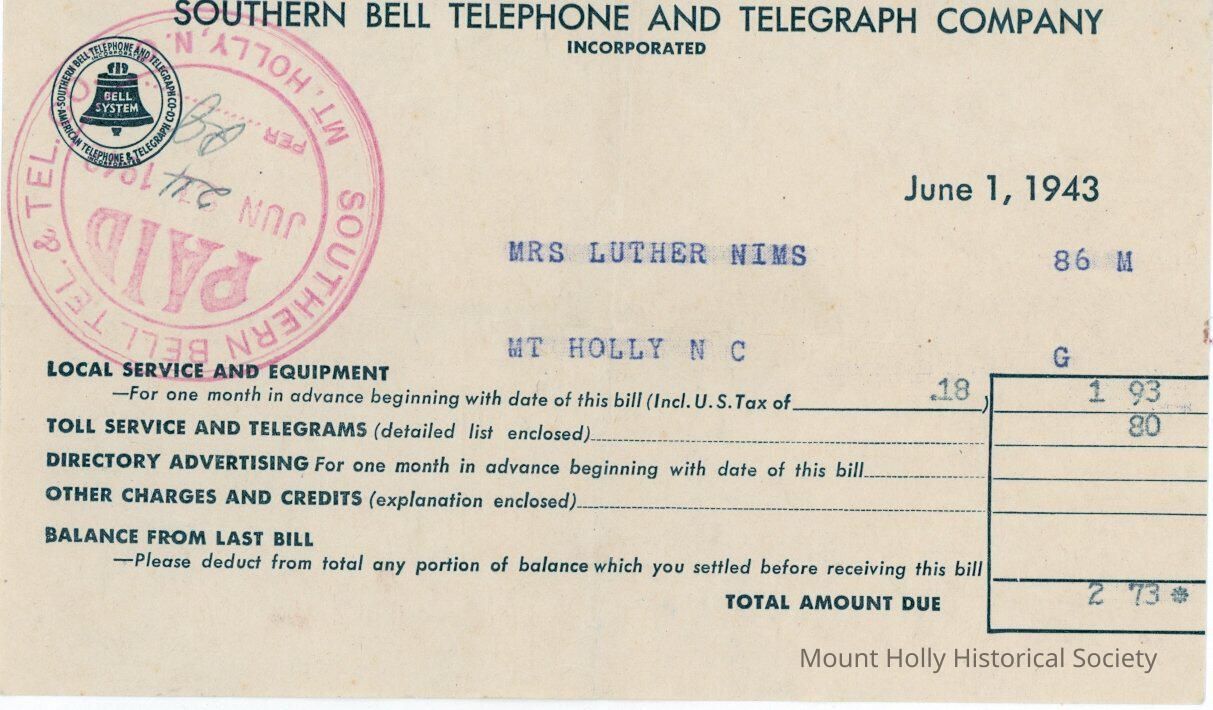 SOUTHERN BELL TELEPHONE AND TELEGRAPH COMPANY
INCORPORATED
SOUTHERN BELL TELEPHONE AND TELEGRAPH CO.
INCORPORATED
BELL
SYSTEM
AMERICAN TELEPHONE & TELEGRAPH CO.
INCORPORATED
SOUTHERN BELL TEL. & TEL. CO.
MT. HOLLY, N. C.
PAID
JUN
PER
June 1, 1943
MRS LUTHER NIMS 86 M
MT HOLLY N C G
LOCAL SERVICE AND EQUIPMENT
—For one month in advance beginning with date of this bill (Incl. U.S. Tax of .18 ) 1 93
TOLL SERVICE AND TELEGRAMS (detailed list enclosed) 80
DIRECTORY ADVERTISING For one month in advance beginning with date of this bill
OTHER CHARGES AND CREDITS (explanation enclosed)
BALANCE FROM LAST BILL
—Please deduct from total any portion of balance which you settled before receiving this bill
TOTAL AMOUNT DUE 2 73 *
Mount Holly Historical Society